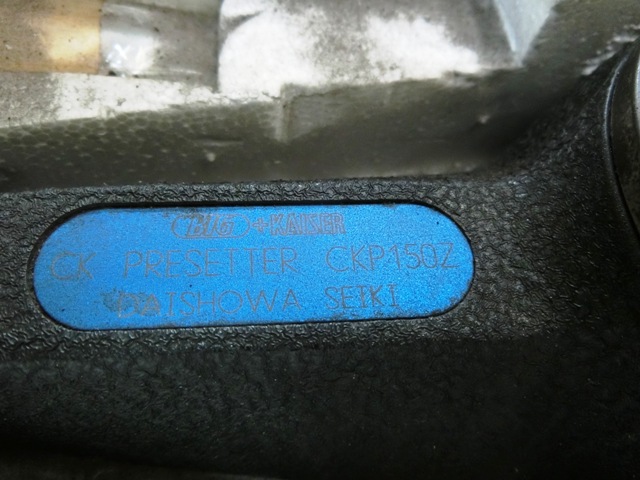 BIG+KAISER
CK PRESETTER CKP150Z
DAISHOWA SEIKI